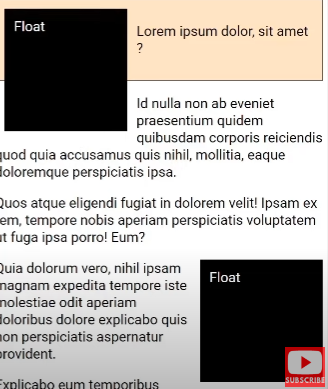 Float
Lorem ipsum dolor, sit amet
?
Id nulla non ab eveniet
praesentium quidem
quibusdam corporis reiciendis
quod quia accusamus quis nihil, mollitia, eaque
doloremque perspiciatis ipsa.
Quos atque eligendi fugiat in dolorem velit! Ipsam ex
rem, tempore nobis aperiam perspiciatis voluptatem
ut fuga ipsa porro! Eum?
Quia dolorum vero, nihil ipsam
magnam expedita tempore iste
molestiae odit aperiam
doloribus dolore explicabo quis
non perspiciatis aspernatur
provident.
Float
Explicabo eum temporibus
SUBSCRIBE